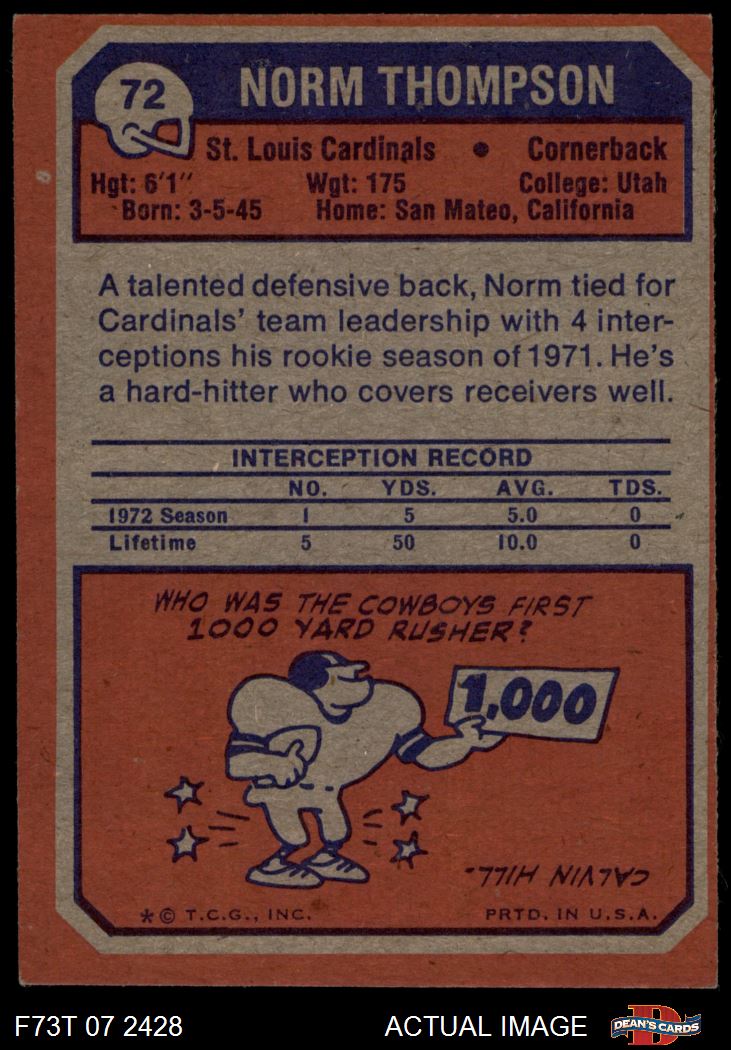 72
NORM THOMPSON
St. Louis Cardinals • Cornerback
Hgt: 6'1" Wgt: 175 College: Utah
Born: 3-5-45 Home: San Mateo, California
A talented defensive back, Norm tied for
Cardinals' team leadership with 4 inter-
ceptions his rookie season of 1971. He's
a hard-hitter who covers receivers well.
INTERCEPTION RECORD
NO. YDS. AVG. TDS.
1972 Season 1 5 5.0 0
Lifetime 5 50 10.0 0
WHO WAS THE COWBOYS FIRST
1000 YARD RUSHER?
1,000
CALVIN HILL.
*© T.C.G., INC. PRTD. IN U.S.A.
F73T 07 2428 ACTUAL IMAGE DEAN'S CARDS